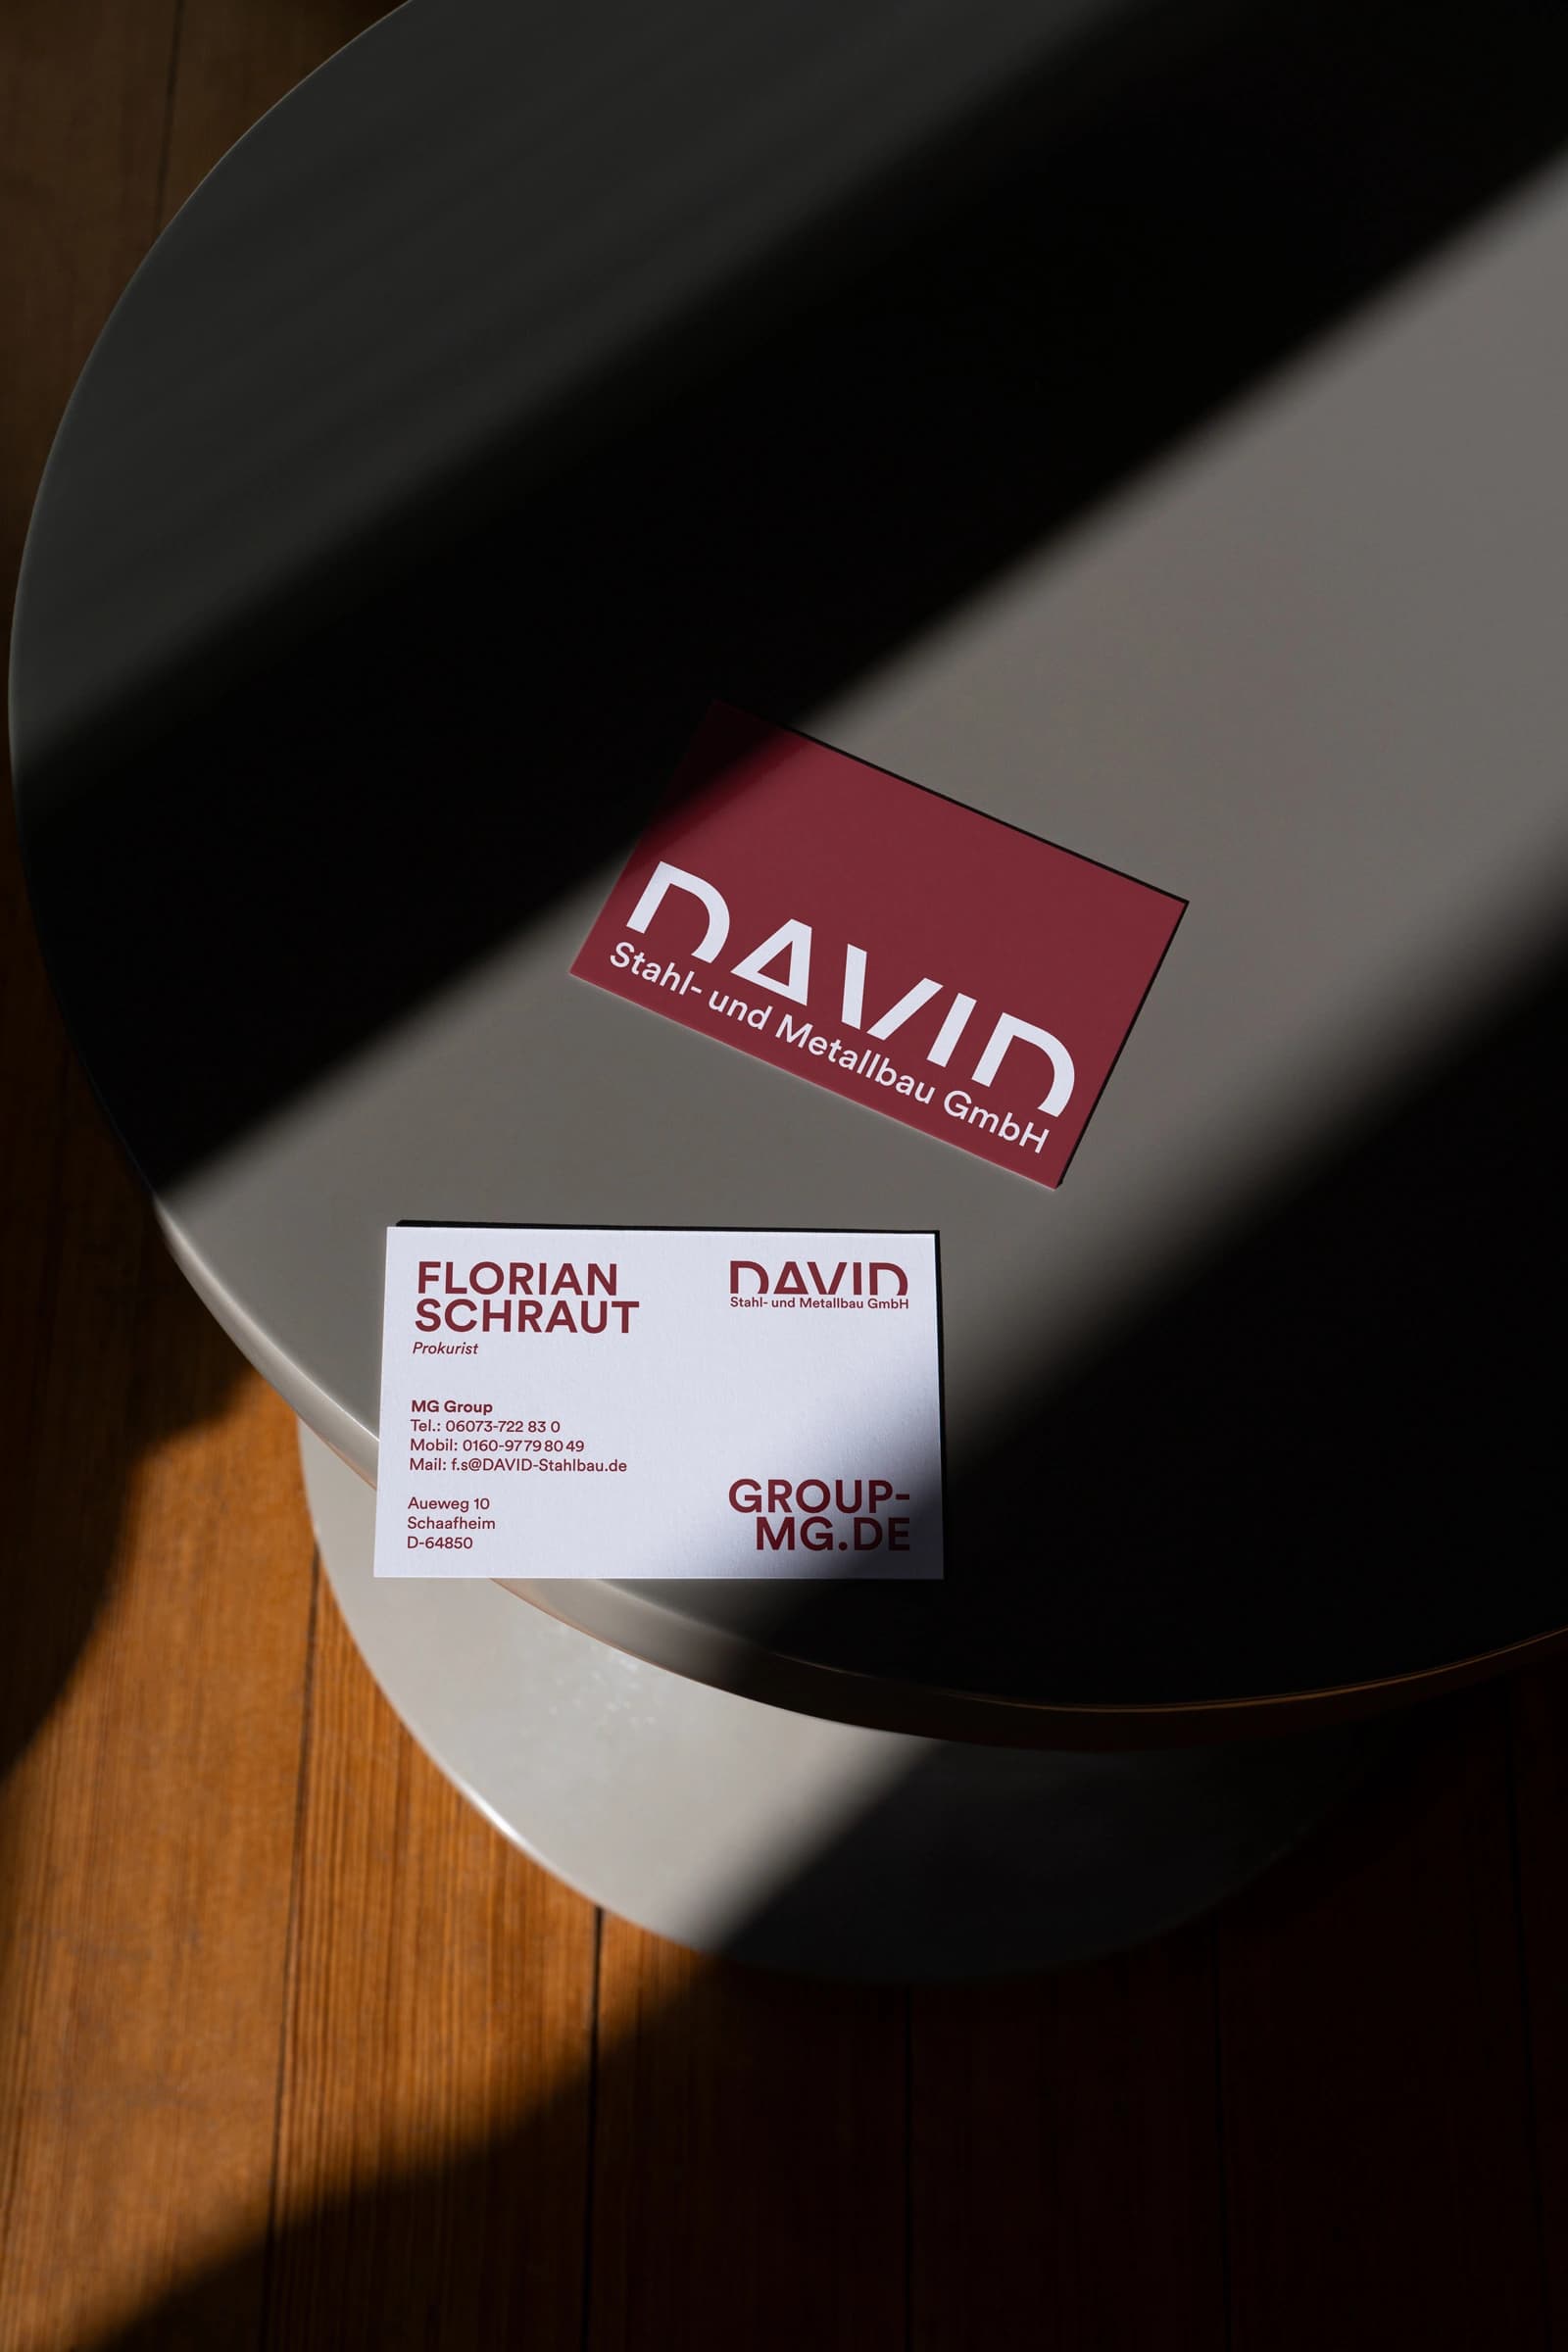 DAVID
Stahl- und Metallbau GmbH
FLORIAN
SCHRAUT
Prokurist
DAVID
Stahl- und Metallbau GmbH
MG Group
Tel.: 06073-722 83 0
Mobil: 0160-9779 80 49
Mail: f.s@DAVID-Stahlbau.de
Aueweg 10
Schaafheim
D-64850
GROUP-
MG.DE